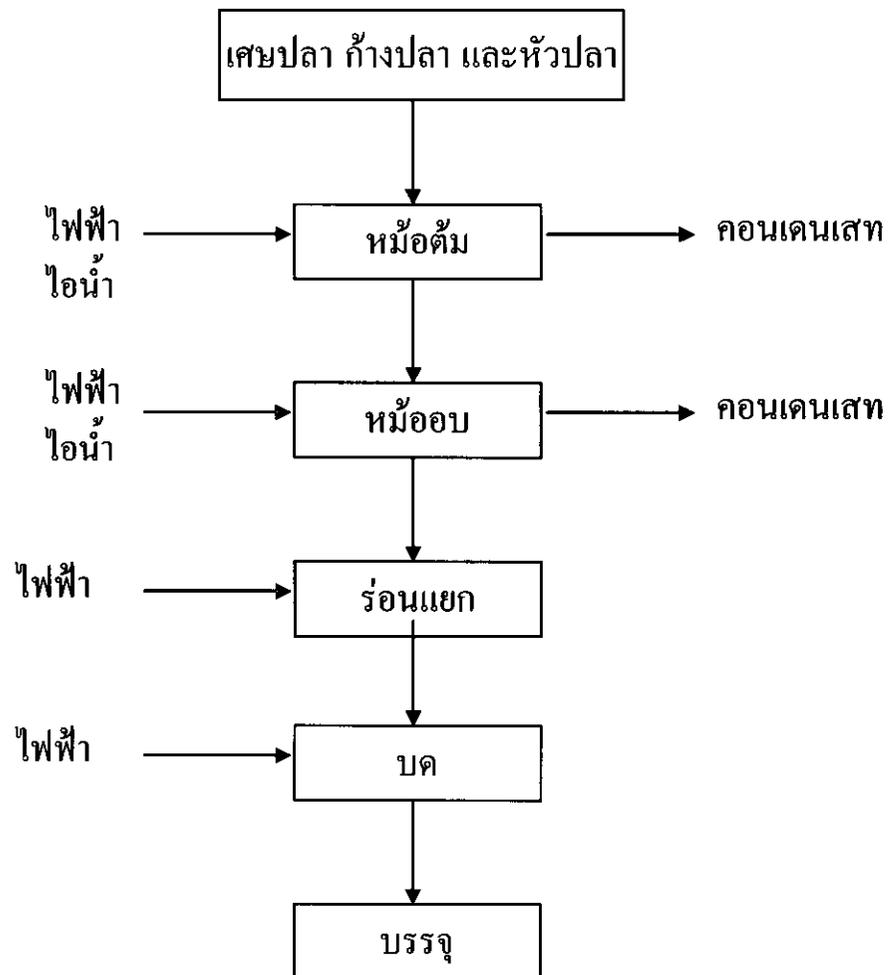 เศษปลา ก้างปลา และหัวปลา
ไฟฟ้า
ไอน้ำ
หม้อต้ม
คอนเดนเสท
ไฟฟ้า
ไอน้ำ
หม้ออบ
คอนเดนเสท
ไฟฟ้า
ร่อนแยก
ไฟฟ้า
บด
บรรจุ